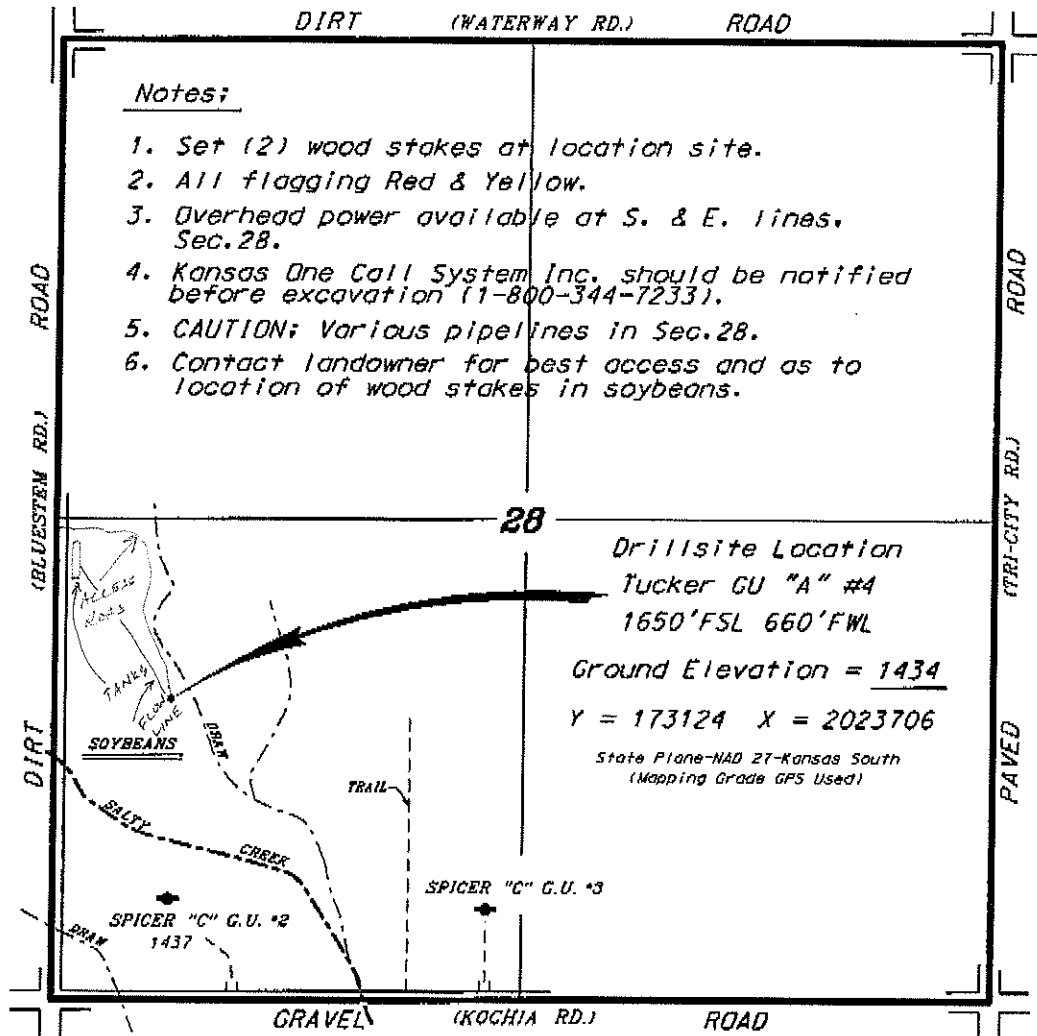 DIRT (WATERWAY RD.) ROAD
Notes:
1. Set (2) wood stakes at location site.
2. All flagging Red & Yellow.
3. Overhead power available at S. & E. lines.
Sec.28.
4. Kansas One Call System Inc. should be notified
before excavation (1-800-344-7233).
5. CAUTION: Various pipelines in Sec.28.
6. Contact landowner for best access and as to
location of wood stakes in soybeans.
DIRT (BLUESTEM RD.) ROAD
PAVED (TRI-CITY RD.) ROAD
28
Drillsite Location
Tucker GU "A" #4
1650'FSL 660'FWL
Ground Elevation = 1434
Y = 173124 X = 2023706
State Plane-NAD 27-Kansas South
(Mapping Grade GPS Used)
ACCESS
TANKS
FLOW
LINE
SOYBEANS
DRAW
TRAIL
SALTY CREEK
SPICER "C" G.U. #2
1437
SPICER "C" G.U. #3
DRAW
GRAVEL (KOCHIA RD.) ROAD